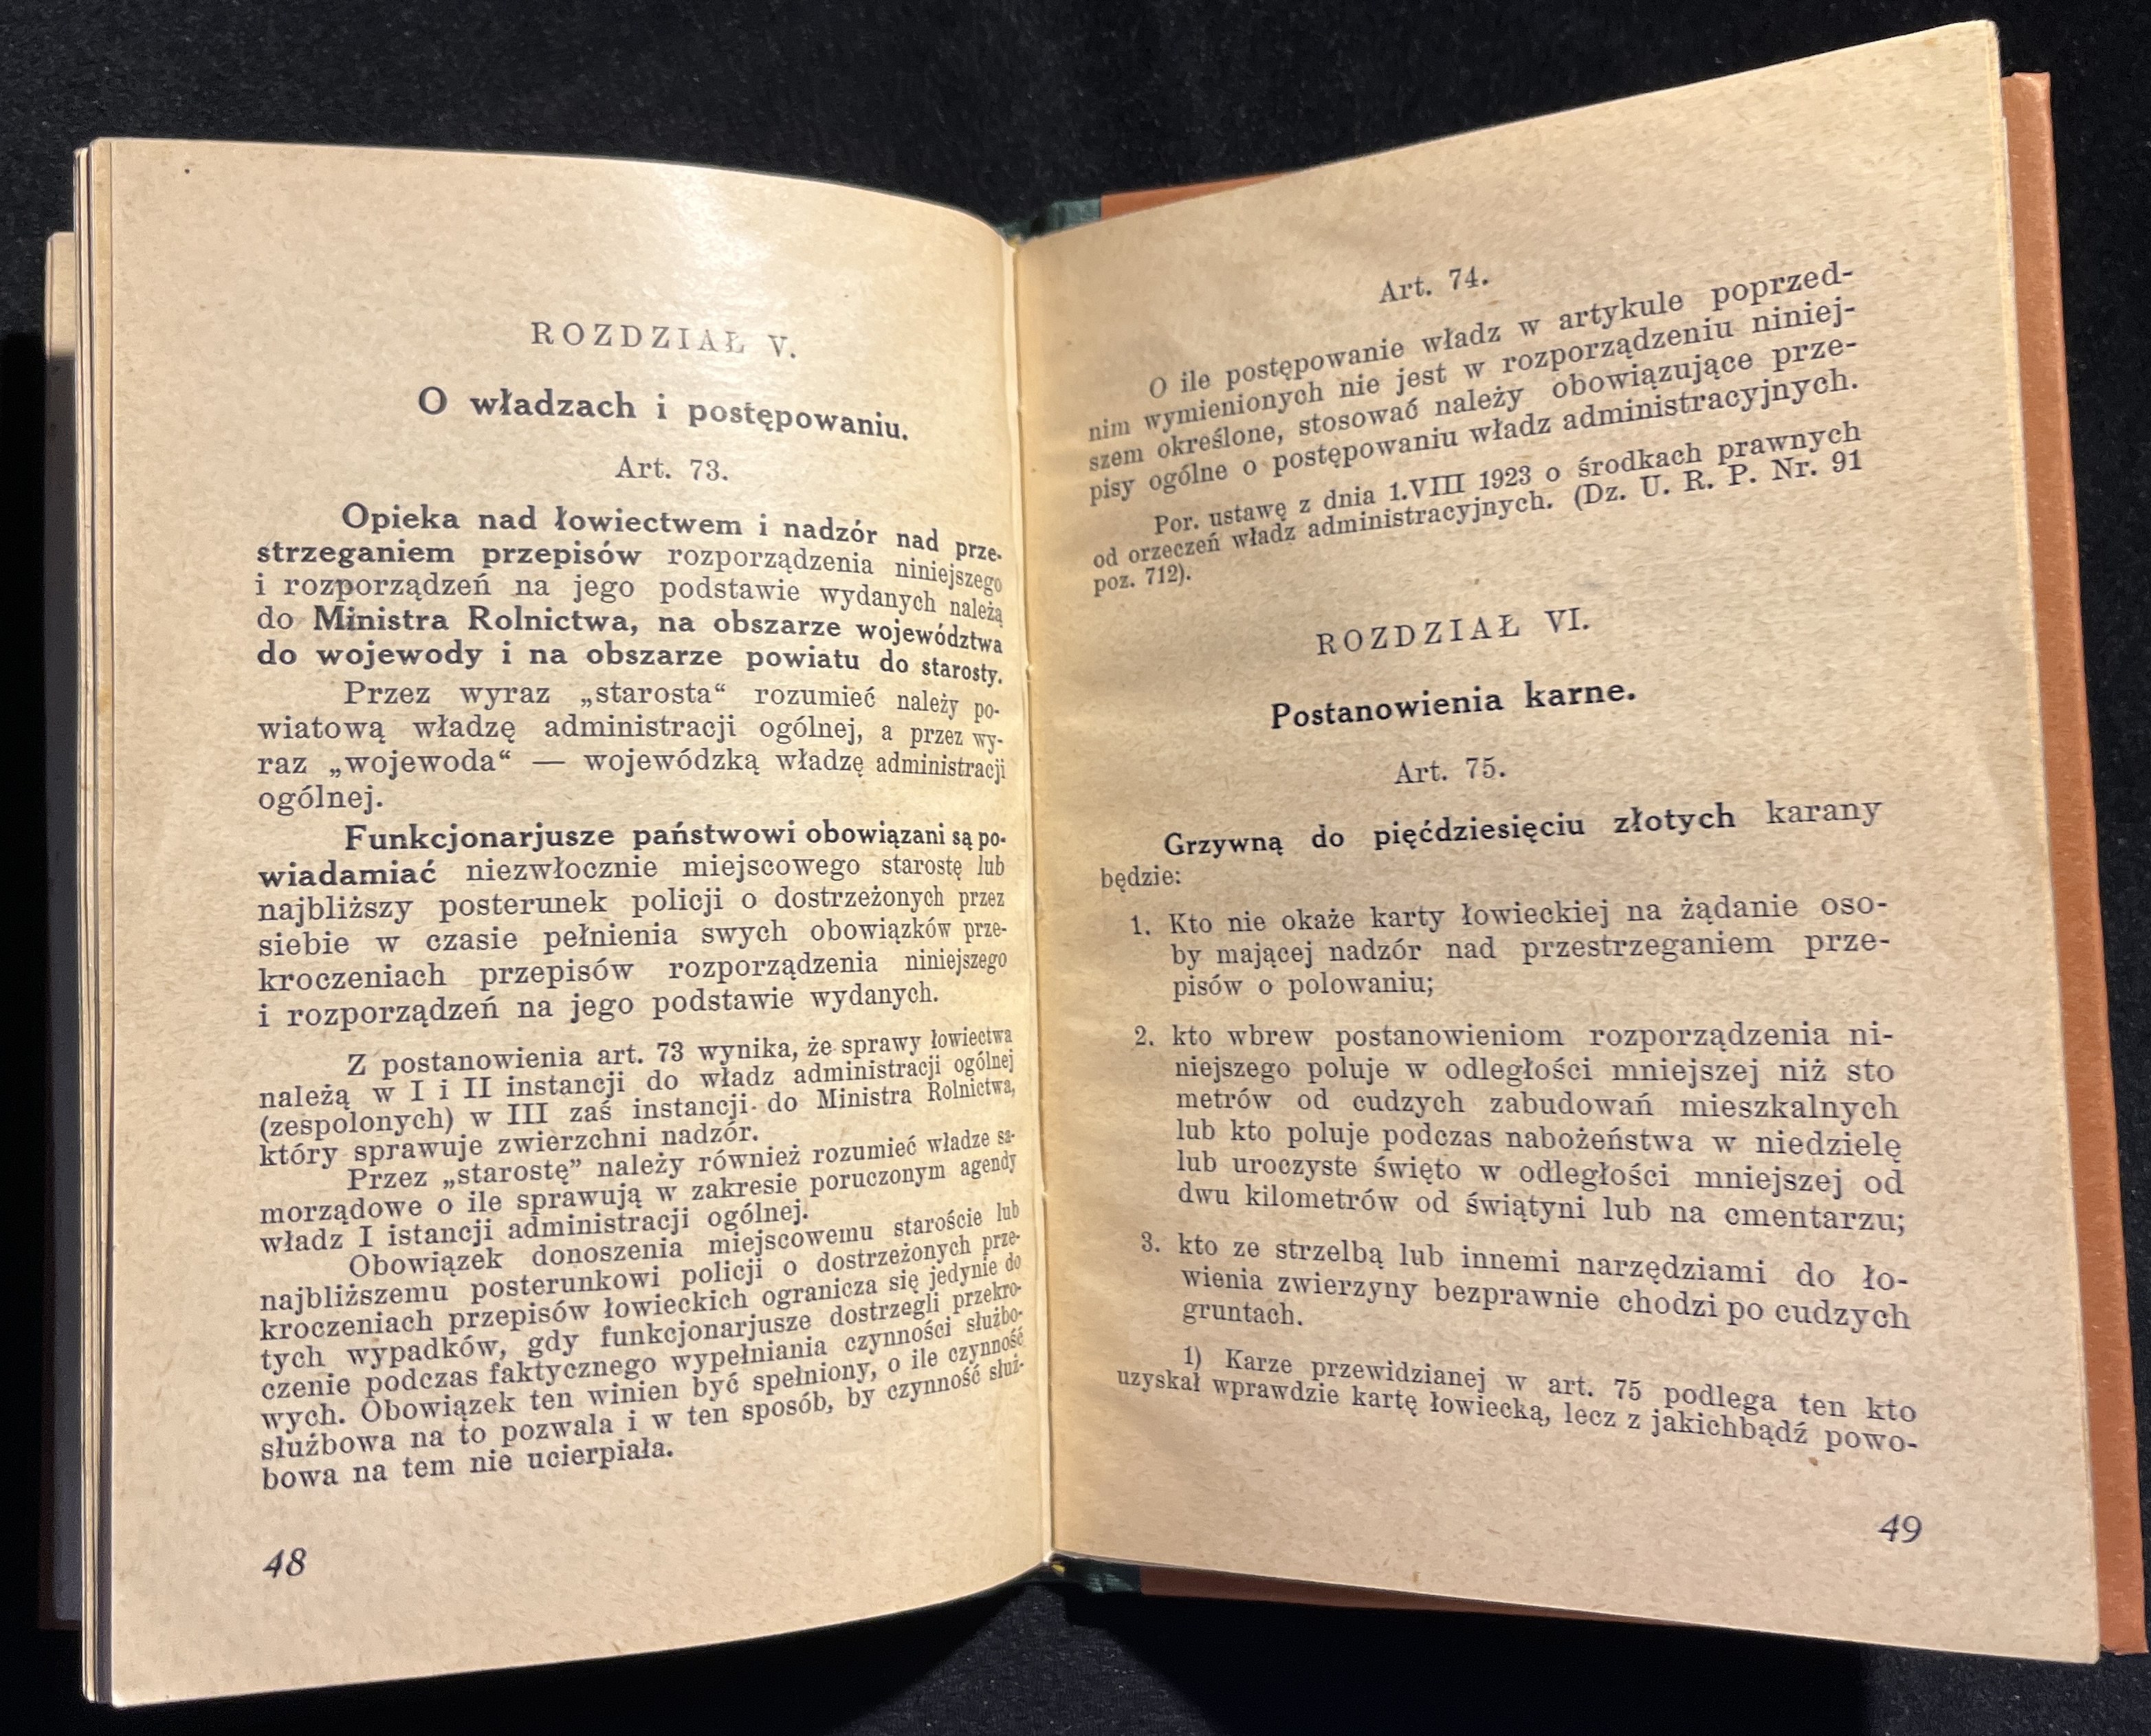 ROZDZIAŁ V.
O władzach i postępowaniu.
Art. 73.
Opieka nad łowiectwem i nadzór nad prze-
strzeganiem przepisów rozporządzenia niniejszego
i rozporządzeń na jego podstawie wydanych należą
do Ministra Rolnictwa, na obszarze województwa
do wojewody i na obszarze powiatu do starosty.
Przez wyraz „starosta“ rozumieć należy po-
wiatową władzę administracji ogólnej, a przez wy-
raz „wojewoda“ — wojewódzką władzę administracji
ogólnej.
Funkcjonarjusze państwowi obowiązani są po-
wiadamiać niezwłocznie miejscowego starostę lub
najbliższy posterunek policji o dostrzeżonych przez
siebie w czasie pełnienia swych obowiązków prze-
kroczeniach przepisów rozporządzenia niniejszego
i rozporządzeń na jego podstawie wydanych.
Z postanowienia art. 73 wynika, że sprawy łowiectwa
należą w I i II instancji do władz administracji ogólnej
(zespolonych) w III zaś instancji do Ministra Rolnictwa,
który sprawuje zwierzchni nadzór.
Przez „starostę” należy również rozumieć władze sa-
morządowe o ile sprawują w zakresie poruczonym agendy
władz I istancji administracji ogólnej.
Obowiązek donoszenia miejscowemu staroście lub
najbliższemu posterunkowi policji o dostrzeżonych prze-
kroczeniach przepisów łowieckich ogranicza się jedynie do
tych wypadków, gdy funkcjonarjusze dostrzegli przekro-
czenie podczas faktycznego wypełniania czynności służbo-
wych. Obowiązek ten winien być spełniony, o ile czynność
służbowa na to pozwala i w ten sposób, by czynność służ-
bowa na tem nie ucierpiała.
48
Art. 74.
O ile postępowanie władz w artykule poprzed-
nim wymienionych nie jest w rozporządzeniu niniej-
szem określone, stosować należy obowiązujące prze-
pisy ogólne o postępowaniu władz administracyjnych.
Por. ustawę z dnia 1.VIII 1923 o środkach prawnych
od orzeczeń władz administracyjnych. (Dz. U. R. P. Nr. 91
poz. 712).
ROZDZIAŁ VI.
Postanowienia karne.
Art. 75.
Grzywną do pięćdziesięciu złotych karany
będzie:
1. Kto nie okaże karty łowieckiej na żądanie oso-
by mającej nadzór nad przestrzeganiem prze-
pisów o polowaniu;
2. kto wbrew postanowieniom rozporządzenia ni-
niejszego poluje w odległości mniejszej niż sto
metrów od cudzych zabudowań mieszkalnych
lub kto poluje podczas nabożeństwa w niedzielę
lub uroczyste święto w odległości mniejszej od
dwu kilometrów od świątyni lub na cmentarzu;
3. kto ze strzelbą lub innemi narzędziami do ło-
wienia zwierzyny bezprawnie chodzi po cudzych
gruntach.
1) Karze przewidzianej w art. 75 podlega ten kto
uzyskał wprawdzie kartę łowiecką, lecz z jakichbądź powo-
49